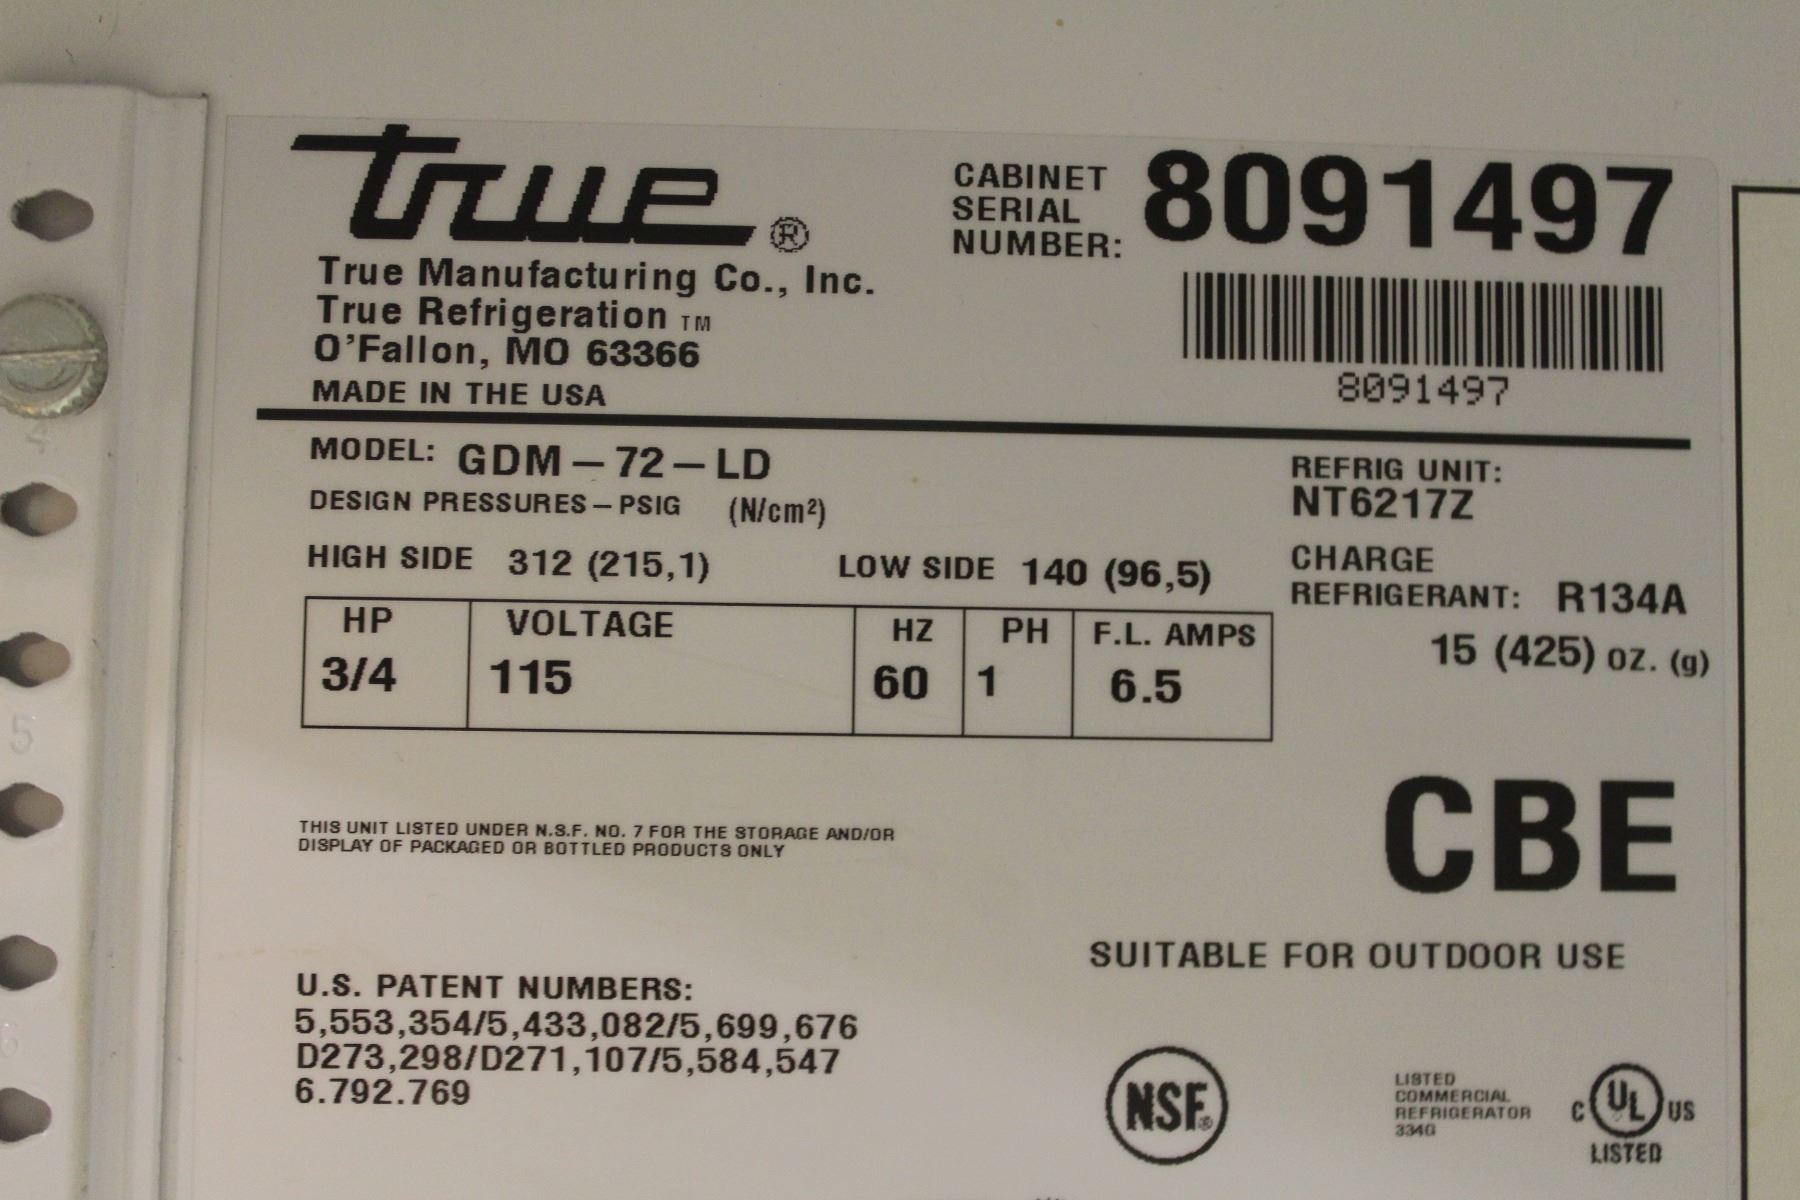 true®
True Manufacturing Co., Inc.
True Refrigeration TM
O'Fallon, MO 63366
MADE IN THE USA
CABINET
SERIAL
NUMBER: 8091497
8091497
MODEL: GDM-72-LD
DESIGN PRESSURES-PSIG (N/cm²)
HIGH SIDE 312 (215,1) LOW SIDE 140 (96,5)
REFRIG UNIT:
NT6217Z
CHARGE
REFRIGERANT: R134A
15 (425) OZ. (g)
HP VOLTAGE HZ PH F.L. AMPS
3/4 115 60 1 6.5
CBE
THIS UNIT LISTED UNDER N.S.F. NO. 7 FOR THE STORAGE AND/OR
DISPLAY OF PACKAGED OR BOTTLED PRODUCTS ONLY
SUITABLE FOR OUTDOOR USE
U.S. PATENT NUMBERS:
5,553,354/5,433,082/5,699,676
D273,298/D271,107/5,584,547
6.792.769
NSF®
LISTED
COMMERCIAL
REFRIGERATOR
334G
C UL US
LISTED
4
5
6